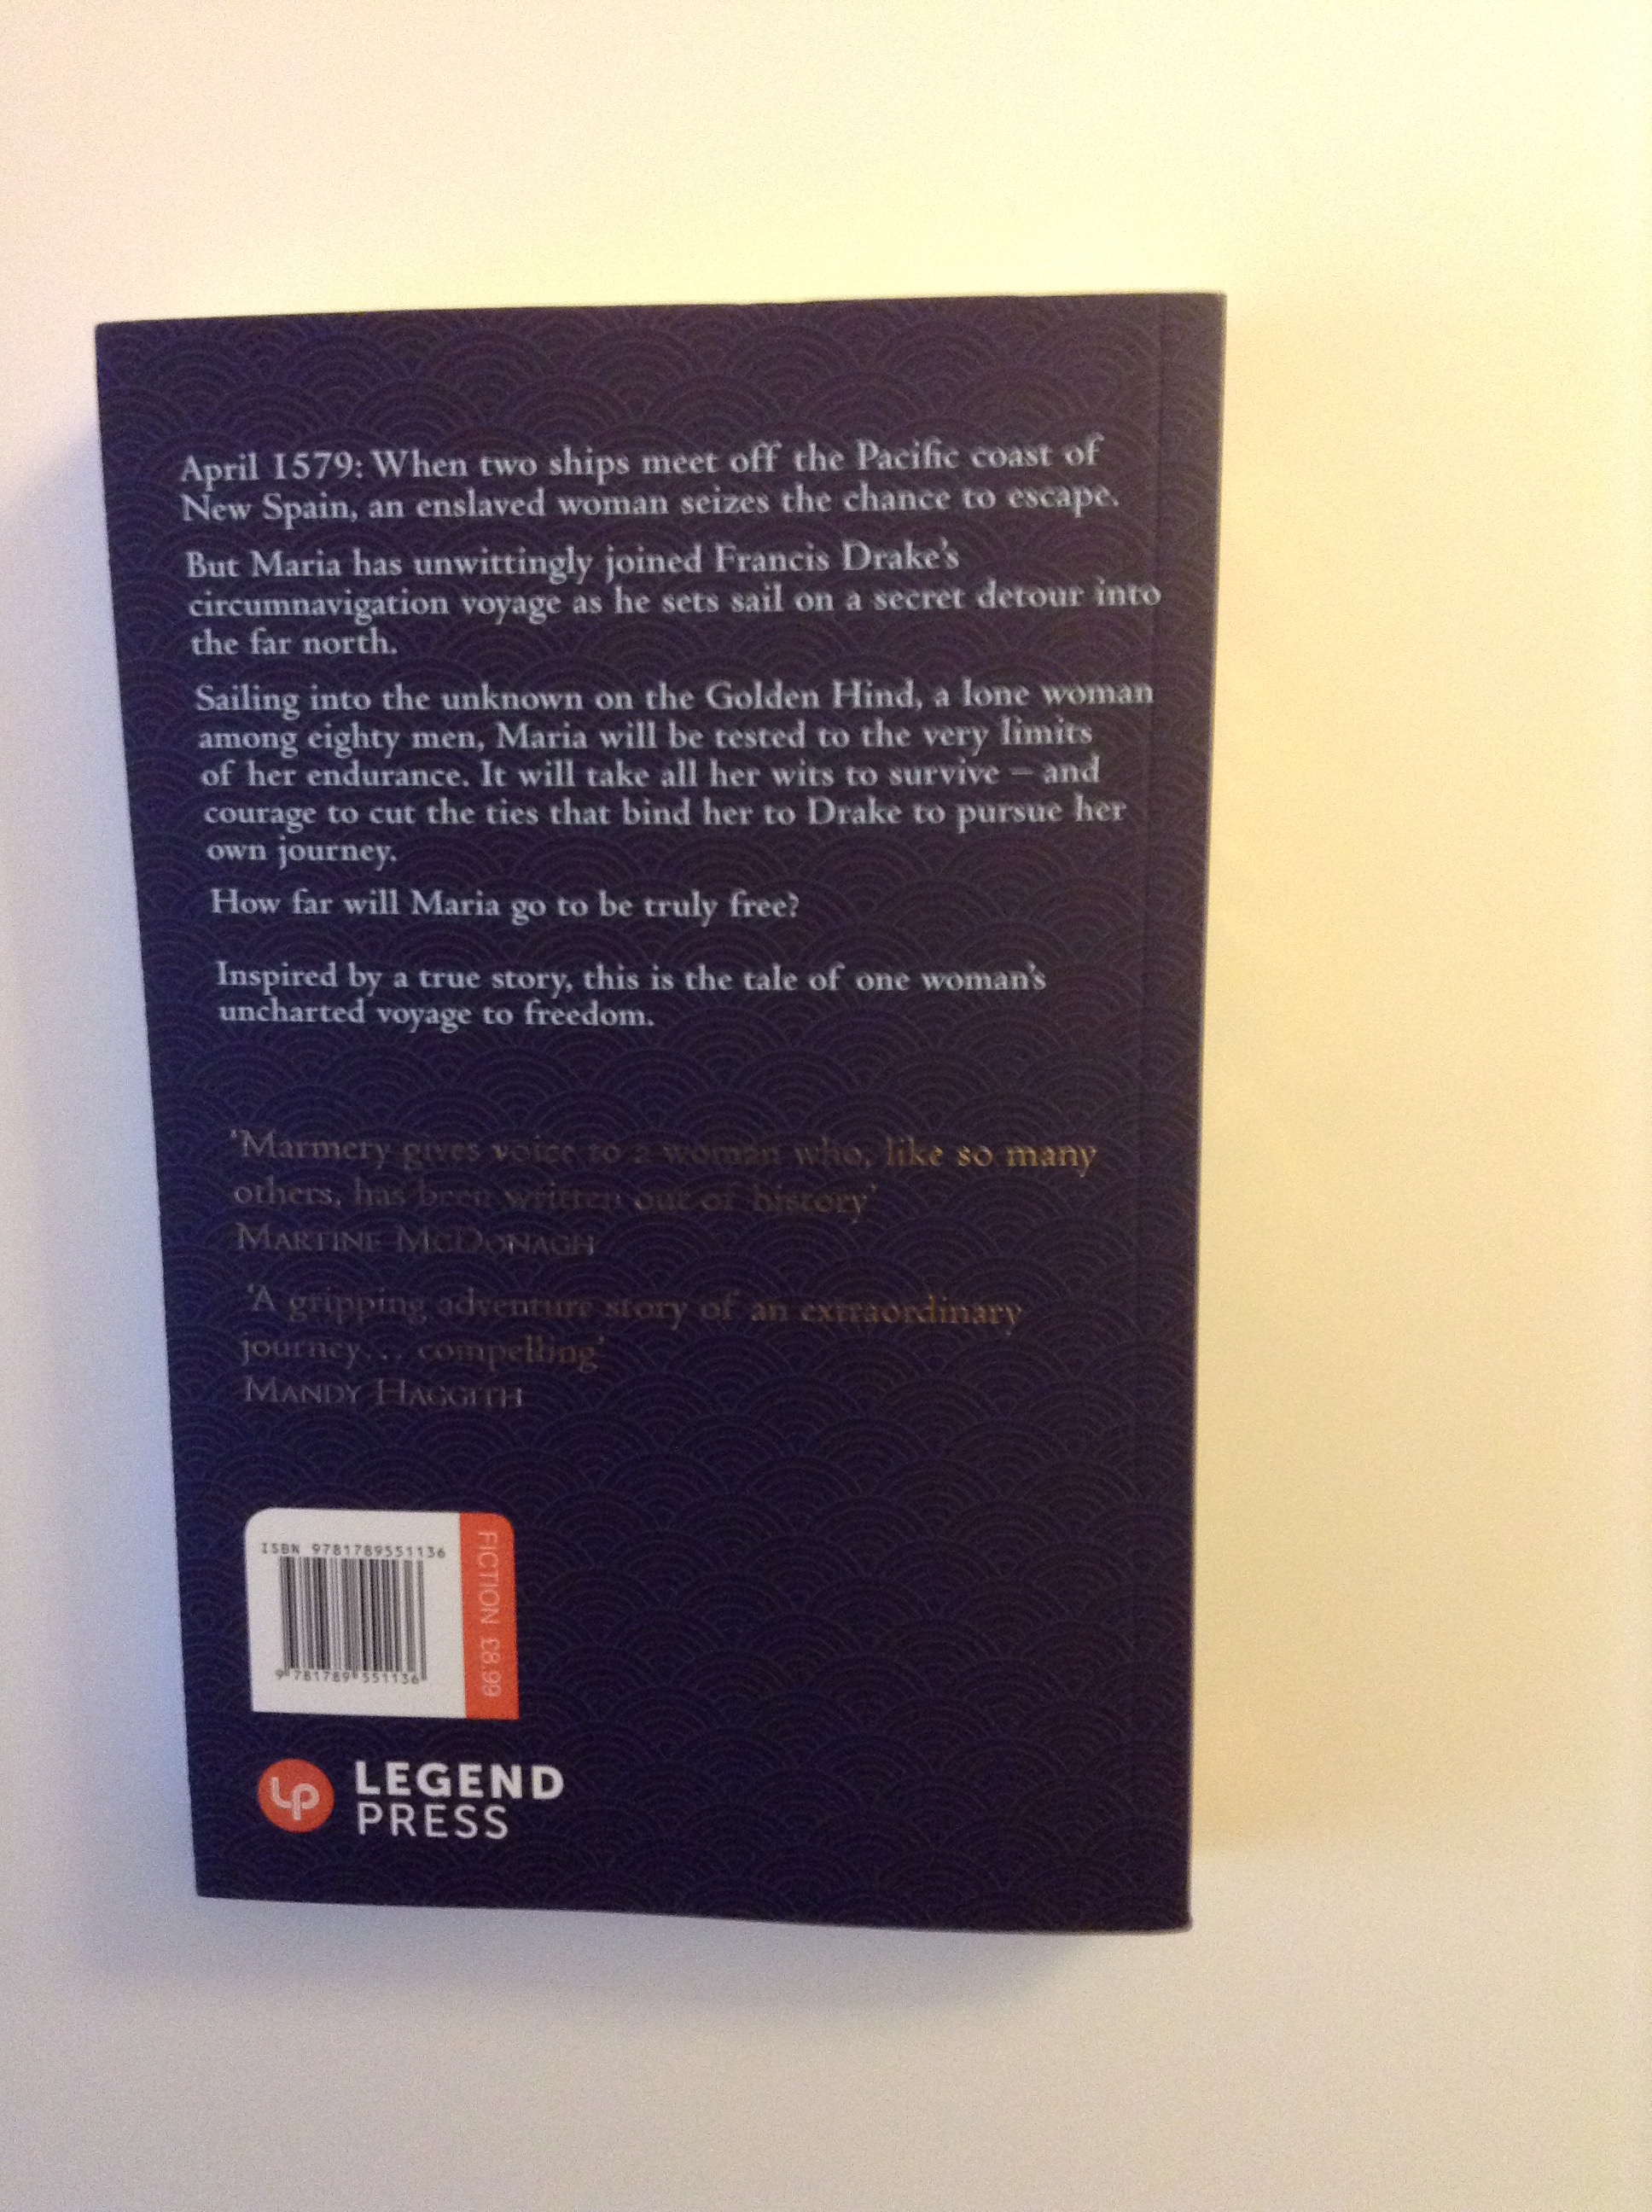 April 1579: When two ships meet off the Pacific coast of
New Spain, an enslaved woman seizes the chance to escape.
But Maria has unwittingly joined Francis Drake's
circumnavigation voyage as he sets sail on a secret detour into
the far north.
Sailing into the unknown on the Golden Hind, a lone woman
among eighty men, Maria will be tested to the very limits
of her endurance. It will take all her wits to survive – and
courage to cut the ties that bind her to Drake to pursue her
own journey.
How far will Maria go to be truly free?
Inspired by a true story, this is the tale of one woman's
uncharted voyage to freedom.
'Marmery gives voice to a woman who, like so many
others, has been written out of history'
MARTINE MCDONAGH
'A gripping adventure story of an extraordinary
journey... compelling'
MANDY HAGGITH
ISBN 9781789551136
FICTION £8.99
9 781789 551136
LP
LEGEND
PRESS